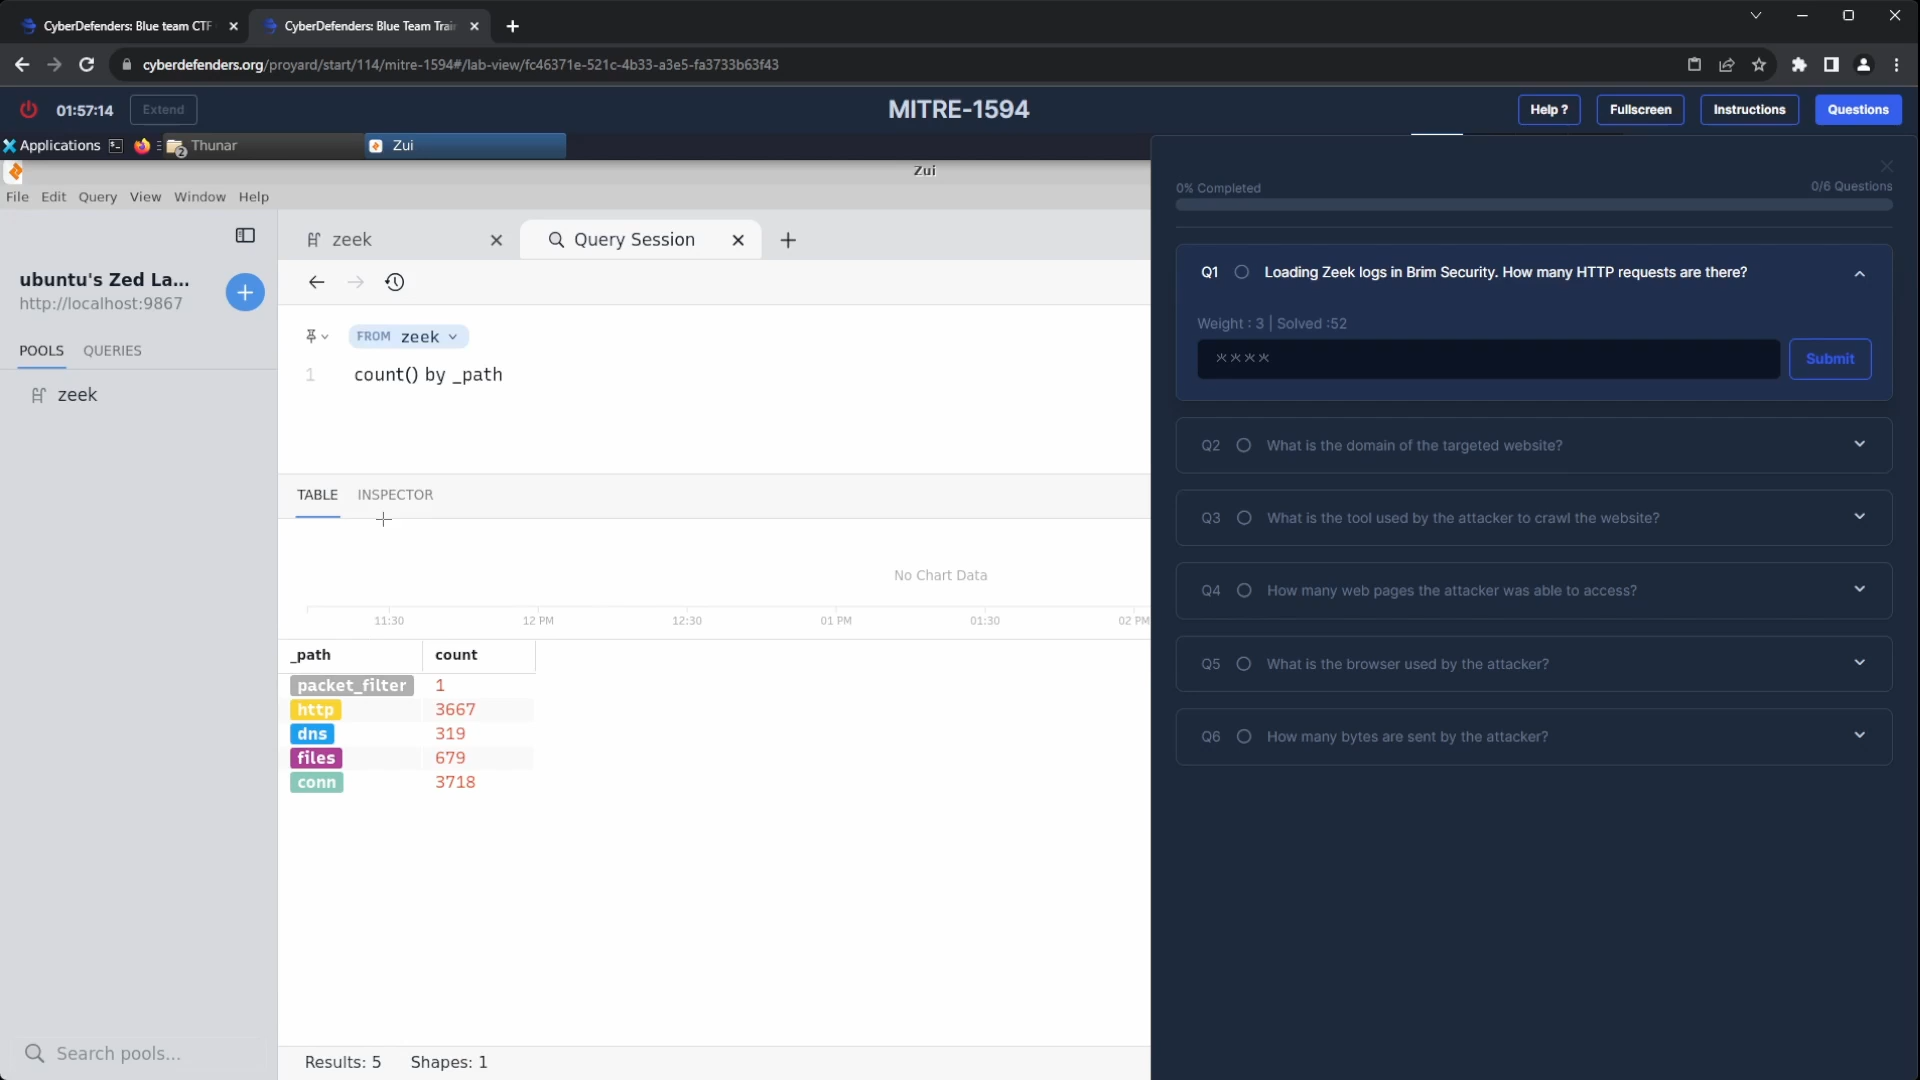 CyberDefenders: Blue team CTF
CyberDefenders: Blue Team Trai
cyberdefenders.org/proyard/start/114/mitre-1594#/lab-view/fc46371e-521c-4b33-a3e5-fa3733b63f43
01:57:14
Extend
MITRE-1594
Help ?
Fullscreen
Instructions
Questions
Applications
2
Thunar
Zui
Zui
File
Edit
Query
View
Window
Help
ubuntu's Zed La...
http://localhost:9867
POOLS
QUERIES
zeek
Search pools...
zeek
Query Session
FROM zeek
1
count() by _path
TABLE
INSPECTOR
No Chart Data
11:30
12 PM
12:30
01 PM
01:30
02 PM
_path count
packet_filter 1
http 3667
dns 319
files 679
conn 3718
Results: 5
Shapes: 1
0% Completed
0/6 Questions
Q1 Loading Zeek logs in Brim Security. How many HTTP requests are there?
Weight : 3 | Solved :52
****
Submit
Q2 What is the domain of the targeted website?
Q3 What is the tool used by the attacker to crawl the website?
Q4 How many web pages the attacker was able to access?
Q5 What is the browser used by the attacker?
Q6 How many bytes are sent by the attacker?